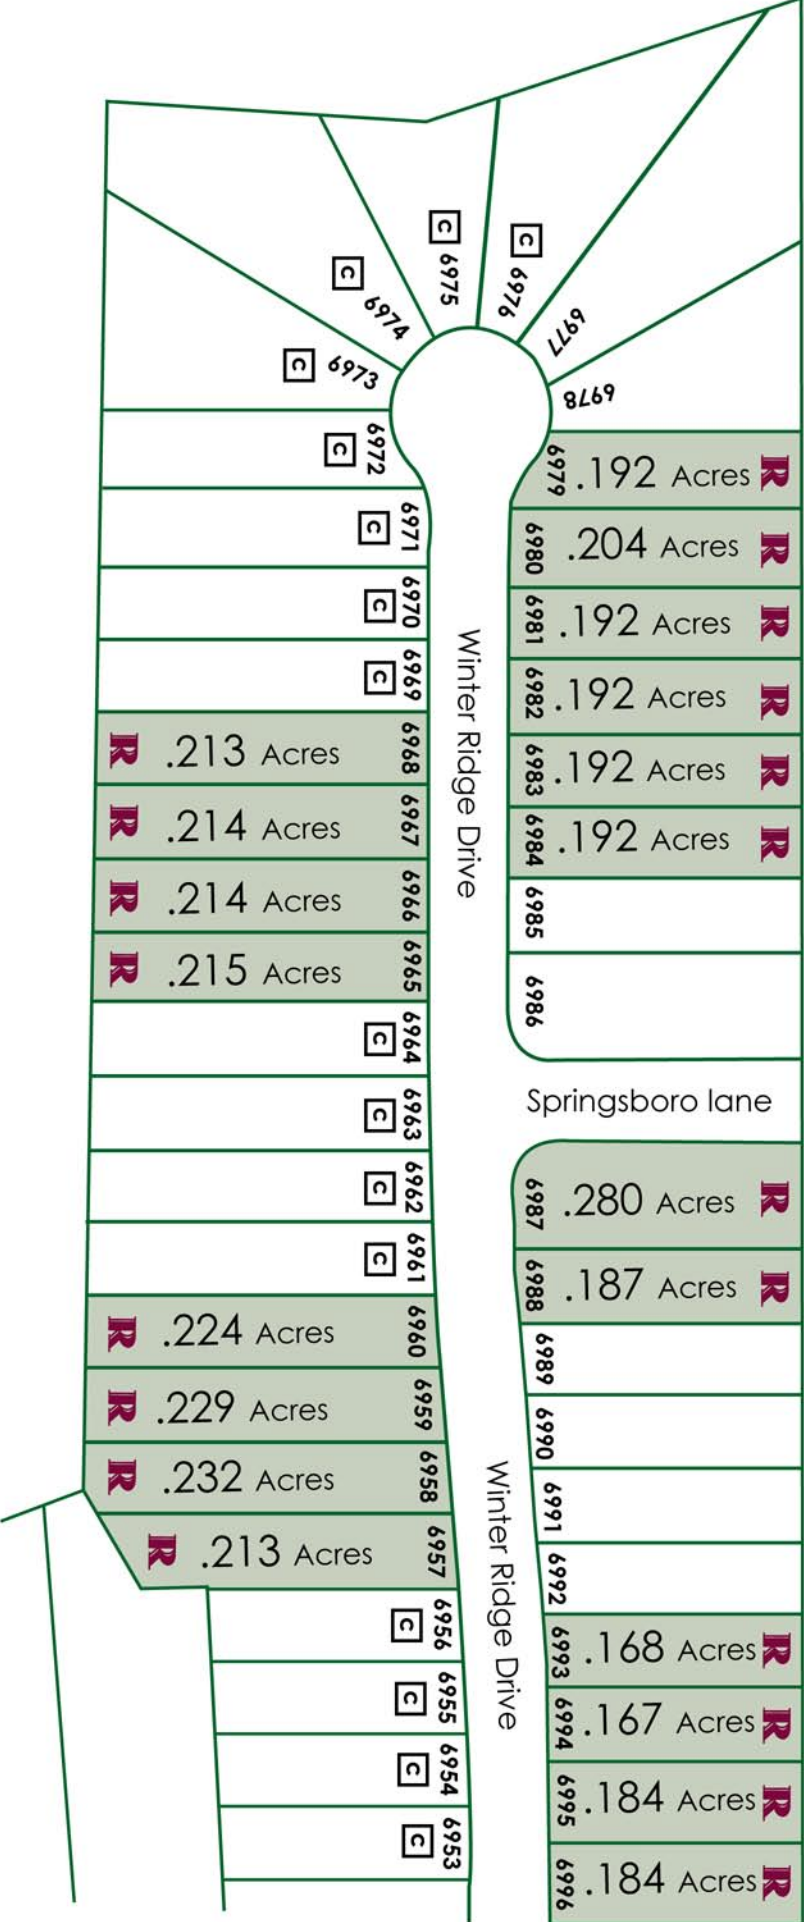 C 6975
C 6976
C 6974
6977
C 6973
6978
C 6972
6979 .192 Acres R
C 6971
6980 .204 Acres R
C 6970
6981 .192 Acres R
C 6969
6982 .192 Acres R
Winter Ridge Drive
R .213 Acres 6968
6983 .192 Acres R
R .214 Acres 6967
6984 .192 Acres R
R .214 Acres 6966
6985
R .215 Acres 6965
6986
C 6964
Springsboro lane
C 6963
C 6962
6987 .280 Acres R
C 6961
6988 .187 Acres R
R .224 Acres 6960
6989
R .229 Acres 6959
6990
R .232 Acres 6958
6991
Winter Ridge Drive
R .213 Acres 6957
6992
C 6956
6993 .168 Acres R
C 6955
6994 .167 Acres R
C 6954
6995 .184 Acres R
C 6953
6996 .184 Acres R